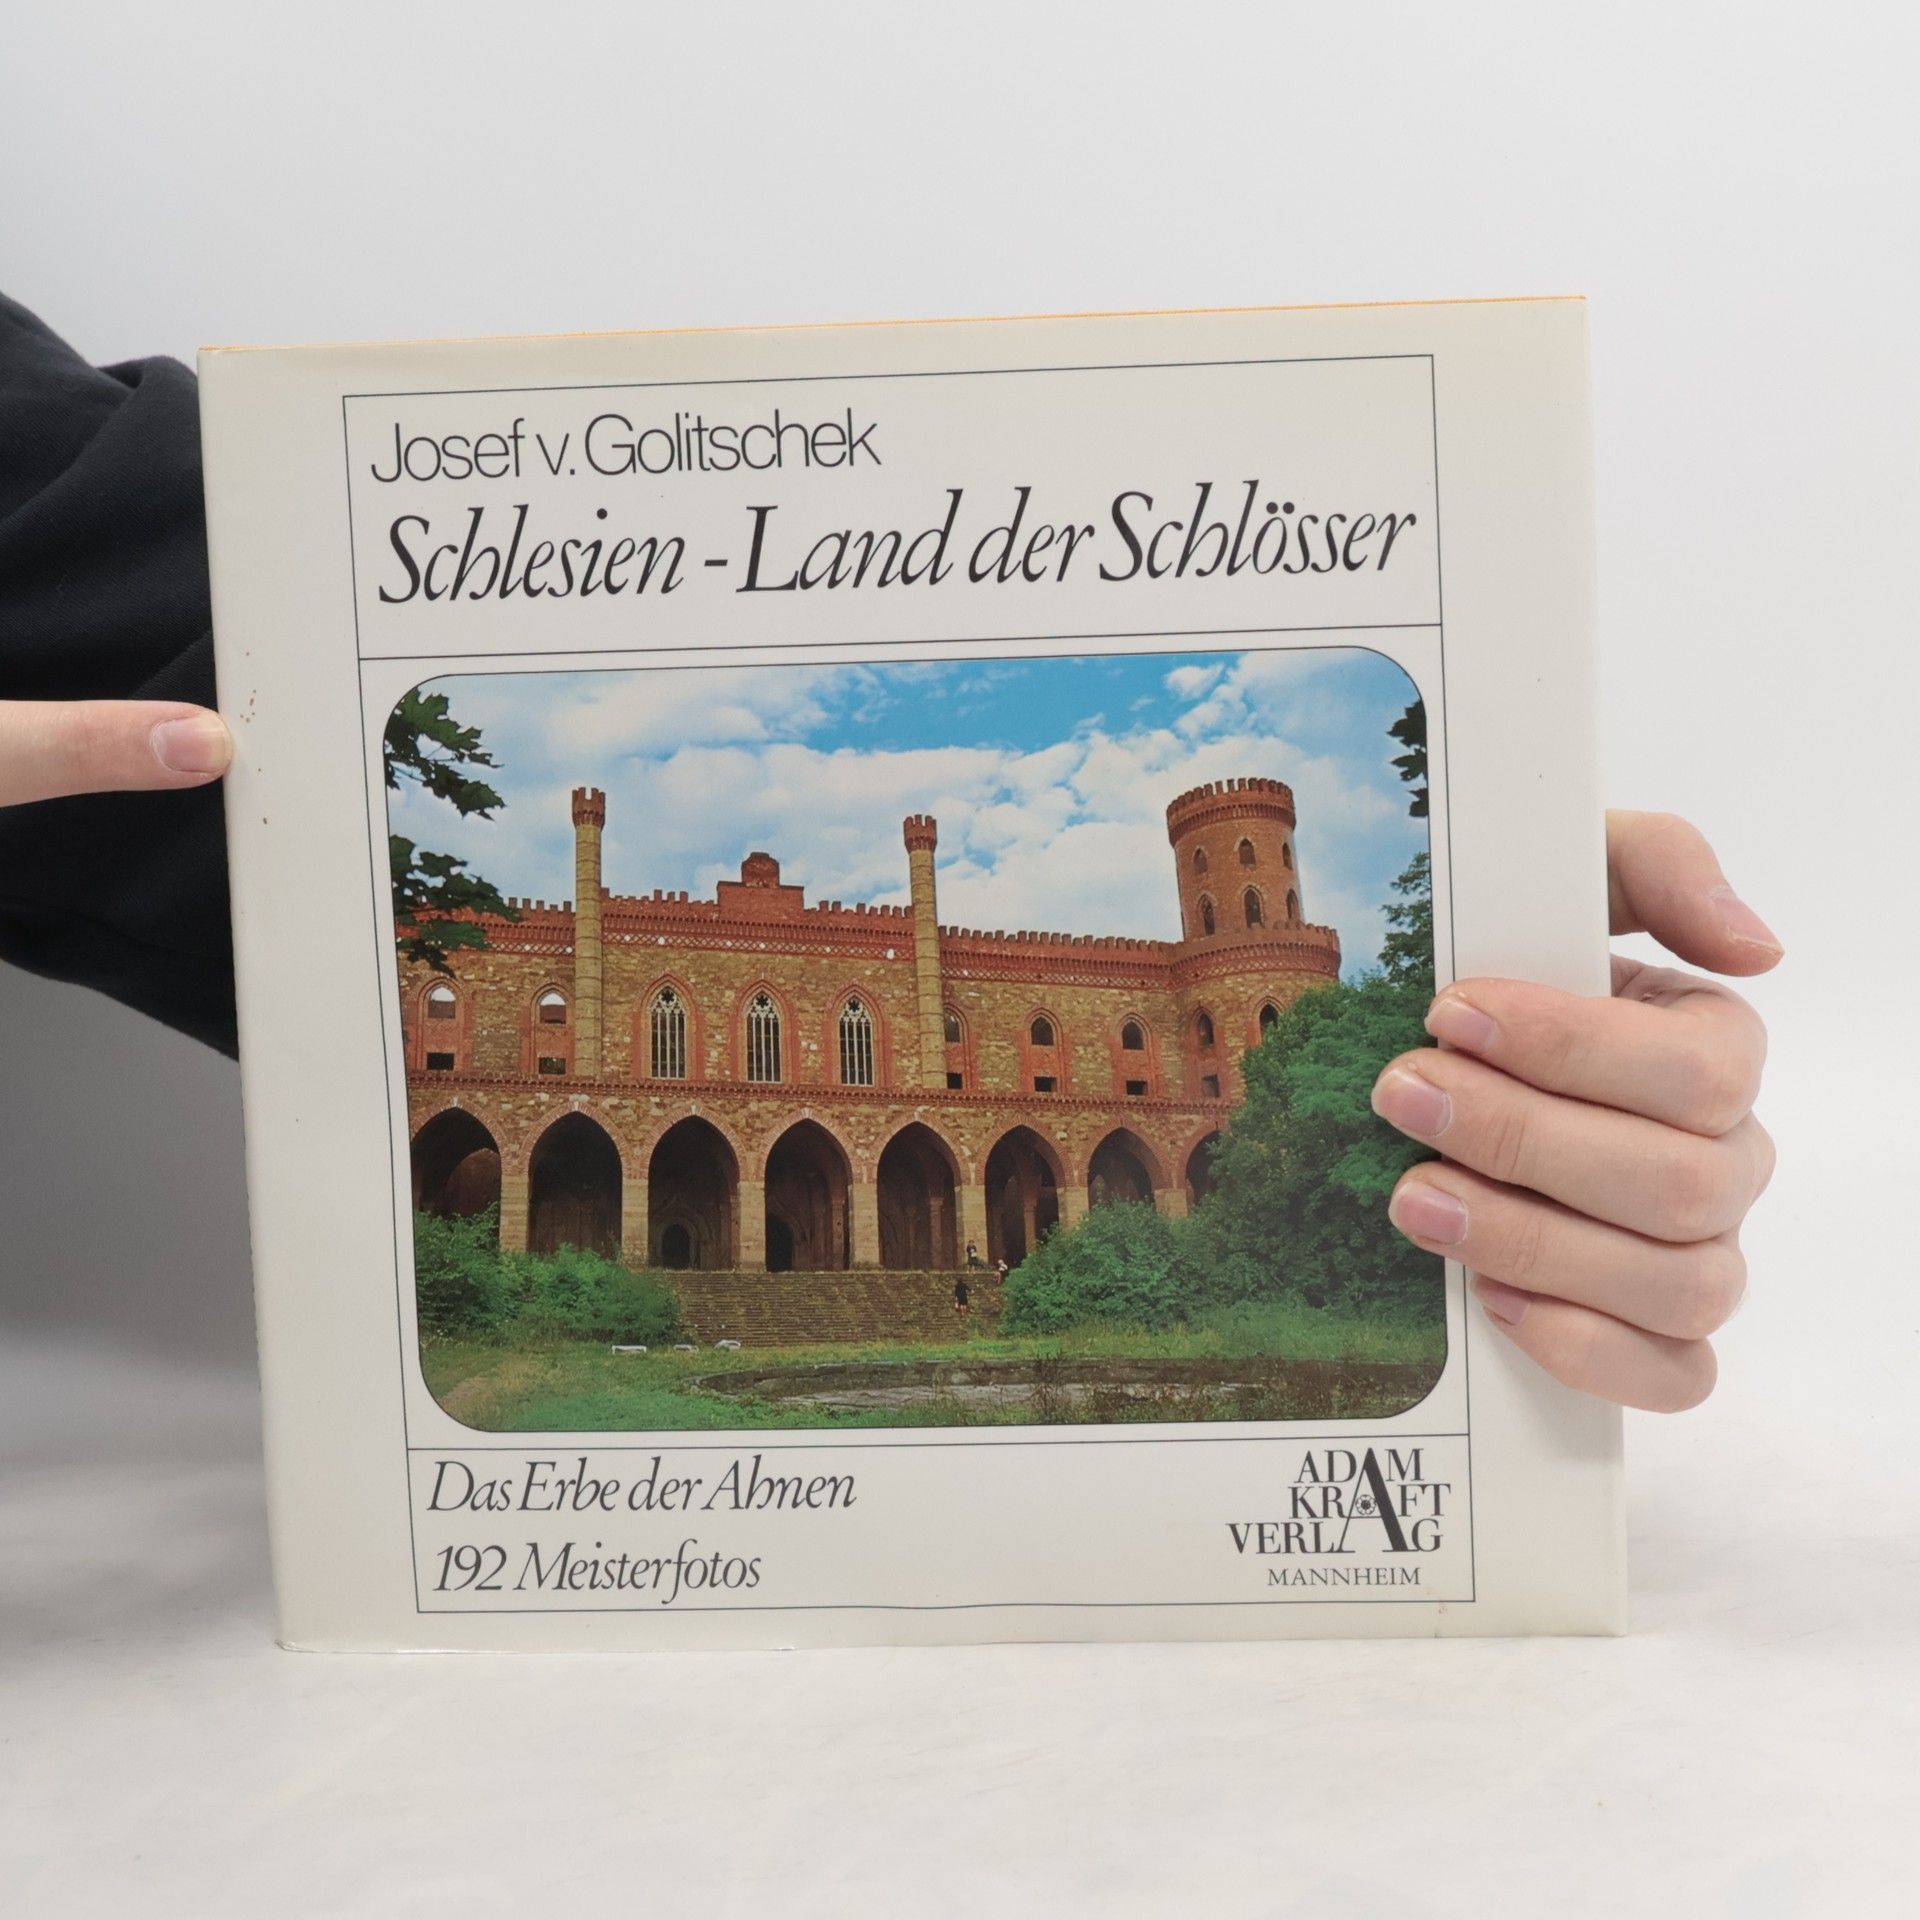 Josef v. Golitschek
Schlesien - Land der Schlösser
Das Erbe der Ahnen
192 Meisterfotos
ADAM
KRAFT
VERLAG
MANNHEIM